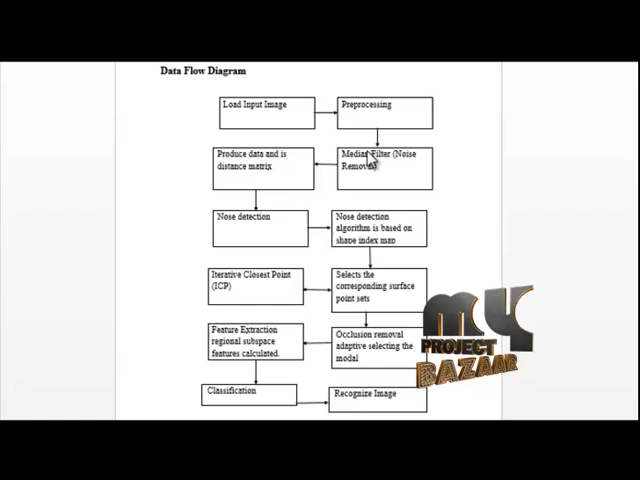 Data Flow Diagram
Load Input Image
Preprocessing
Produce data and is
distance matrix
Median Filter (Noise
Removal)
Nose detection
Nose detection
algorithm is based on
shape index map
Iterative Closest Point
(ICP)
Selects the
corresponding surface
point sets
Feature Extraction
regional subspace
features calculated.
Occlusion removal
adaptive selecting the
modal
Classification
Recognize Image
MY
PROJECT
BAZAAR